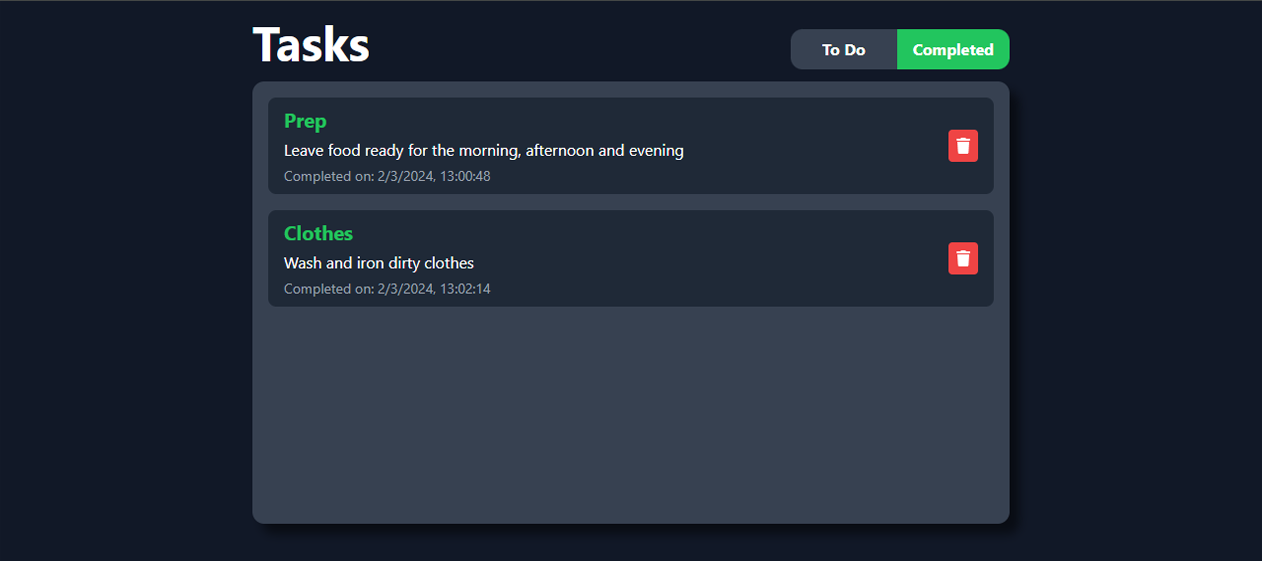 Tasks
To Do
Completed
Prep
Leave food ready for the morning, afternoon and evening
Completed on: 2/3/2024, 13:00:48
Clothes
Wash and iron dirty clothes
Completed on: 2/3/2024, 13:02:14